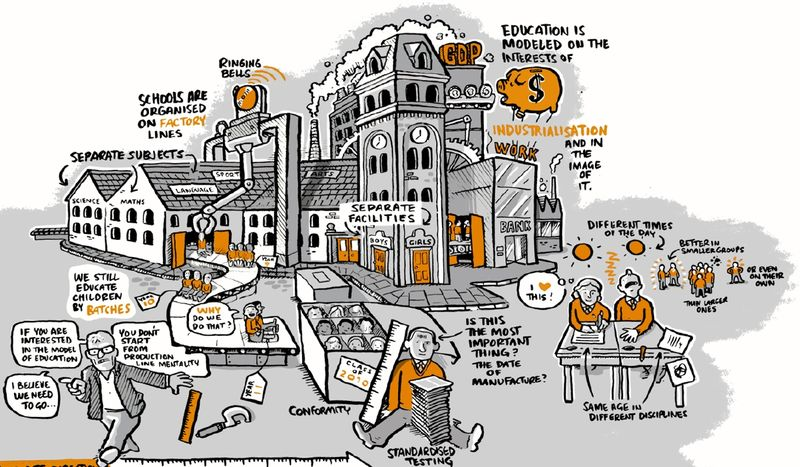 RINGING
BELLS
SCHOOLS ARE
ORGANISED
ON FACTORY
LINES
GDP
EDUCATION IS
MODELED ON THE
INTERESTS OF
$
INDUSTRIALISATION
AND IN
THE
IMAGE
OF
IT.
WORK
SEPARATE SUBJECTS
SCIENCE
MATHS
LANGUAGE
SPORT
ARTS
SEPARATE
FACILITIES
BOYS
GIRLS
BANK
WE STILL
EDUCATE
CHILDREN
BY BATCHES
WHY
DO WE
DO THAT?
YEAR
11
CLASS
OF
2010
CONFORMITY
IS THIS
THE MOST
IMPORTANT
THING?
THE DATE
OF
MANUFACTURE?
STANDARDISED
TESTING
IF YOU ARE
INTERESTED
IN THE MODEL
OF EDUCATION
YOU DON'T
START
FROM
PRODUCTION
LINE MENTALITY
I BELIEVE
WE NEED
TO GO...
I
THIS!
DIFFERENT TIMES
OF THE DAY
ZZZZ
BETTER IN
SMALLER GROUPS
THAN LARGER
ONES
OR EVEN
ON THEIR
OWN
SAME AGE IN
DIFFERENT DISCIPLINES